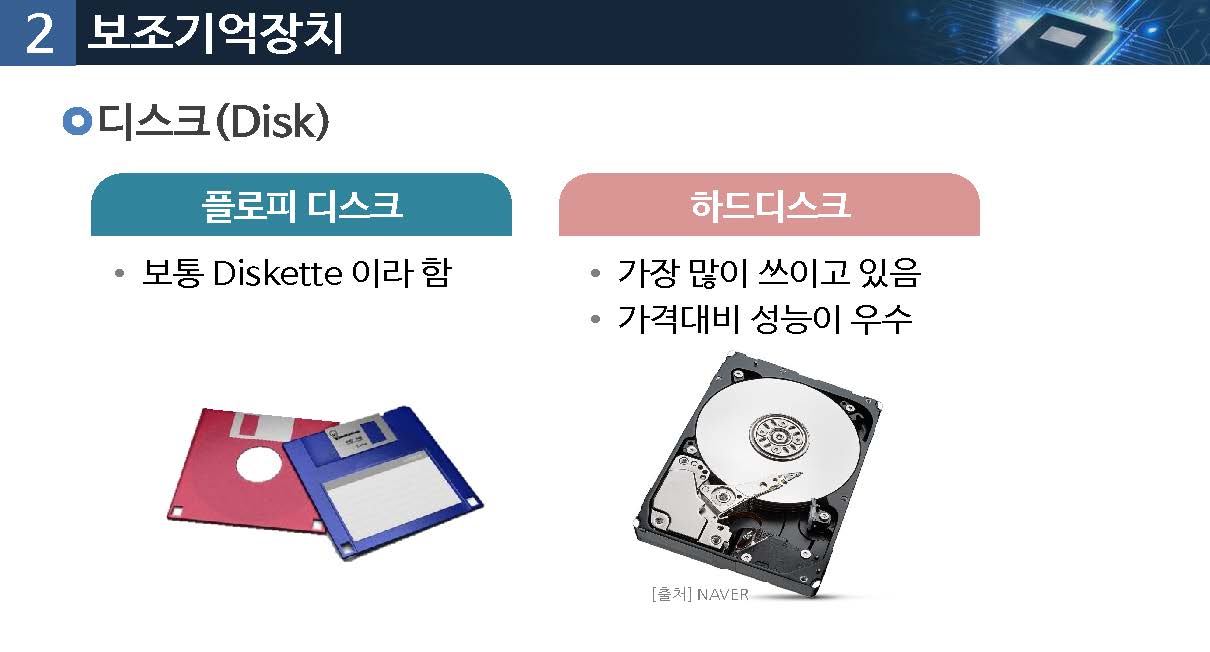 2 보조기억장치
디스크(Disk)
플로피 디스크
• 보통 Diskette 이라 함
하드디스크
• 가장 많이 쓰이고 있음
• 가격대비 성능이 우수
[출처] NAVER